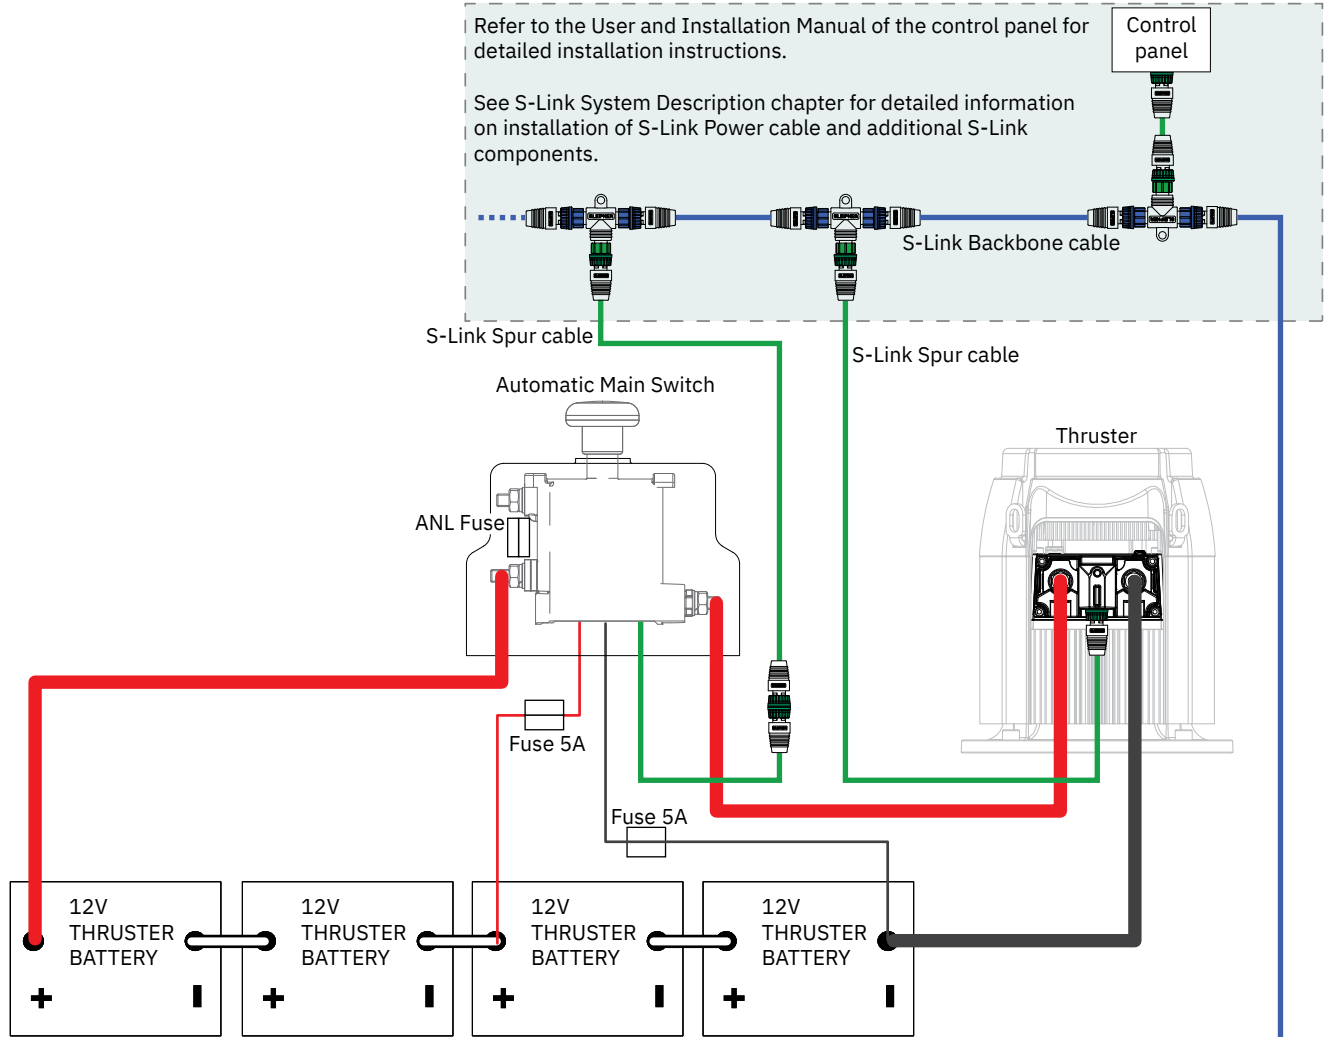 Refer to the User and Installation Manual of the control panel for
detailed installation instructions.
See S-Link System Description chapter for detailed information
on installation of S-Link Power cable and additional S-Link
components.
Control
panel
SLEIPNER
SLEIPNER
SLEIPNER
S-Link Backbone cable
S-Link Spur cable
S-Link Spur cable
Automatic Main Switch
Thruster
ANL Fuse
Fuse 5A
Fuse 5A
12V
THRUSTER
BATTERY
+ -
12V
THRUSTER
BATTERY
+ -
12V
THRUSTER
BATTERY
+ -
12V
THRUSTER
BATTERY
+ -